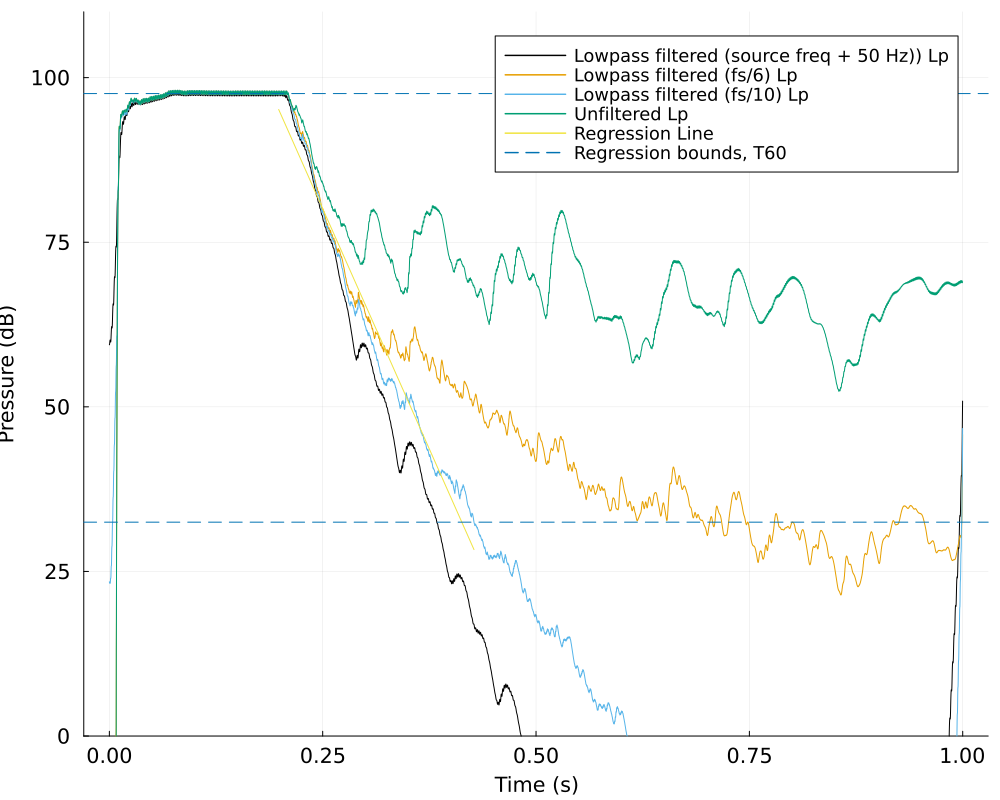 Lowpass filtered (source freq + 50 Hz)) Lp
Lowpass filtered (fs/6) Lp
Lowpass filtered (fs/10) Lp
Unfiltered Lp
Regression Line
Regression bounds, T60
Pressure (dB)
100
75
50
25
0
0.00 0.25 0.50 0.75 1.00
Time (s)